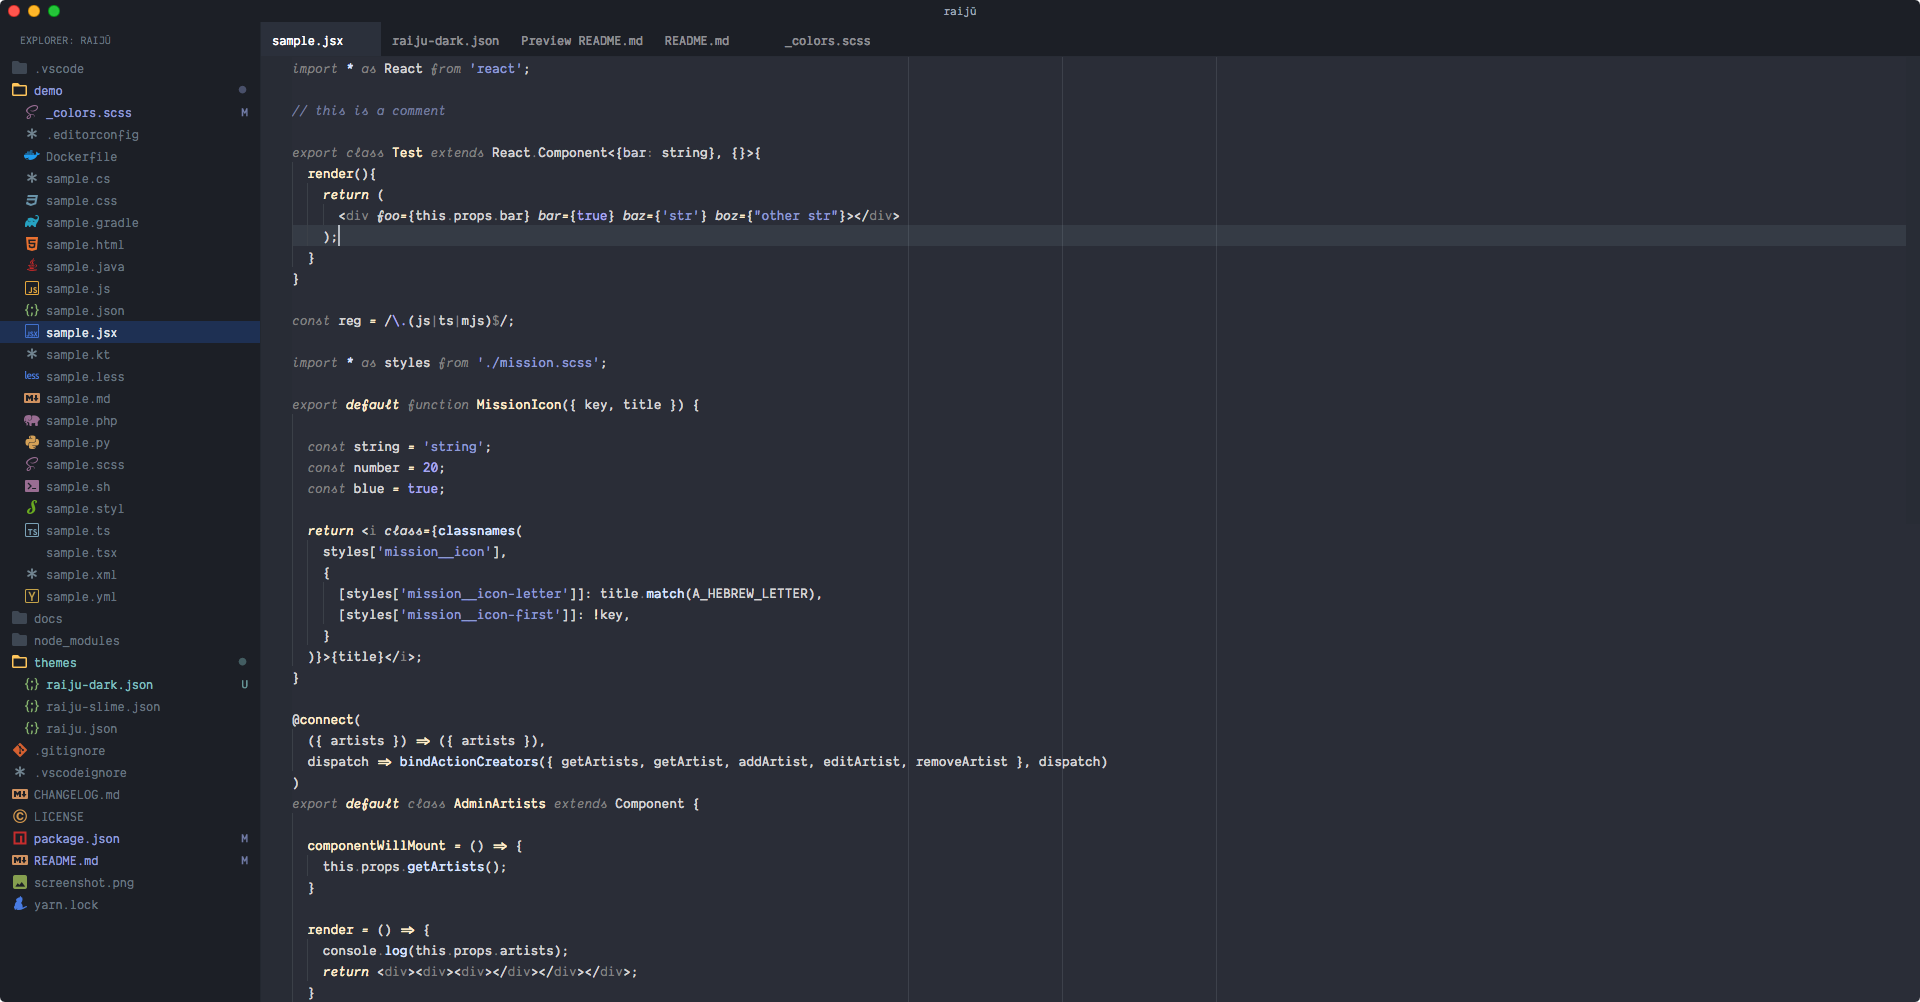 raijū
EXPLORER: RAIJŪ
.vscode
demo
_colors.scss M
.editorconfig
Dockerfile
sample.cs
sample.css
sample.gradle
sample.html
sample.java
sample.js
sample.json
sample.jsx
sample.kt
sample.less
sample.md
sample.php
sample.py
sample.scss
sample.sh
sample.styl
sample.ts
sample.tsx
sample.xml
sample.yml
docs
node_modules
themes
raiju-dark.json U
raiju-slime.json
raiju.json
.gitignore
.vscodeignore
CHANGELOG.md
LICENSE
package.json M
README.md M
screenshot.png
yarn.lock
sample.jsx raiju-dark.json Preview README.md README.md _colors.scss
import * as React from 'react';
// this is a comment
export class Test extends React.Component<{bar: string}, {}>{
render(){
return (
<div foo={this.props.bar} bar={true} baz={'str'} boz={"other str"}></div>
);
}
}
const reg = /\.(js|ts|mjs)$/;
import * as styles from './mission.scss';
export default function MissionIcon({ key, title }) {
const string = 'string';
const number = 20;
const blue = true;
return <i class={classnames(
styles['mission__icon'],
{
[styles['mission__icon-letter']]: title.match(A_HEBREW_LETTER),
[styles['mission__icon-first']]: !key,
}
)}>{title}</i>;
}
@connect(
({ artists }) => ({ artists }),
dispatch => bindActionCreators({ getArtists, getArtist, addArtist, editArtist, removeArtist }, dispatch)
)
export default class AdminArtists extends Component {
componentWillMount = () => {
this.props.getArtists();
}
render = () => {
console.log(this.props.artists);
return <div><div><div></div></div></div>;
}